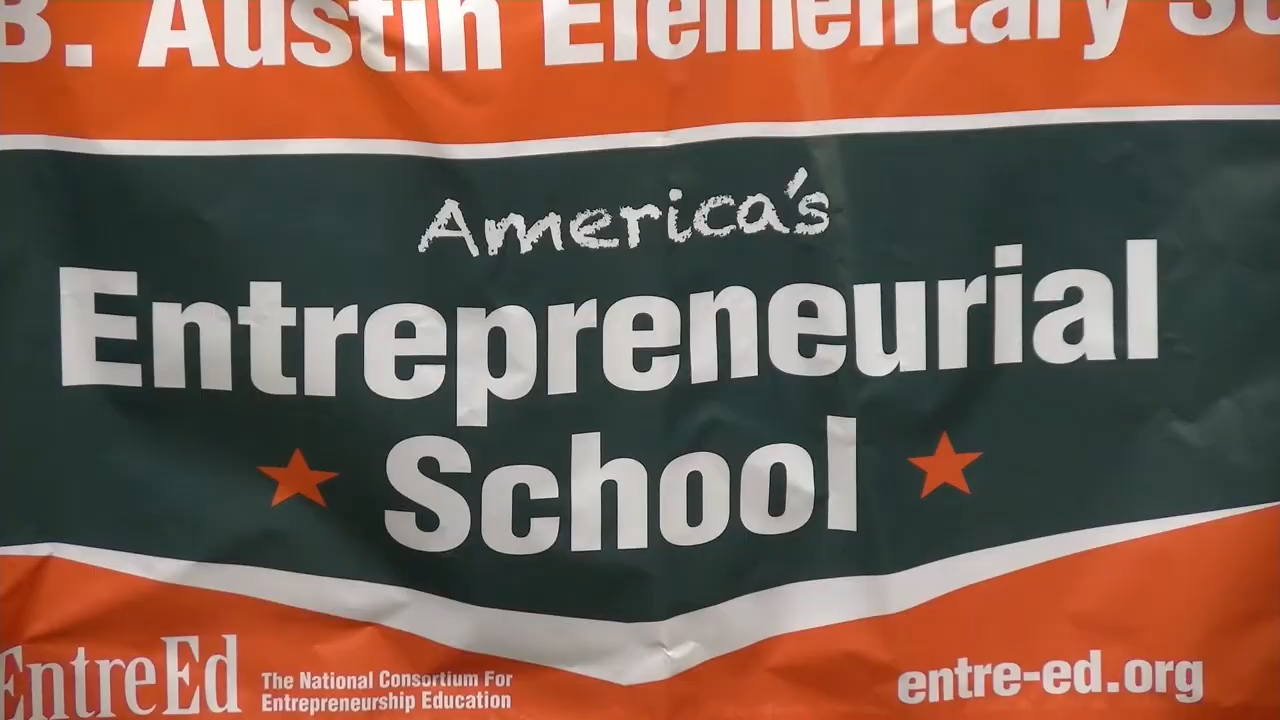 B. Austin Elementary
America's
Entrepreneurial
School
EntreEd
The National Consortium For
Entrepreneurship Education
entre-ed.org